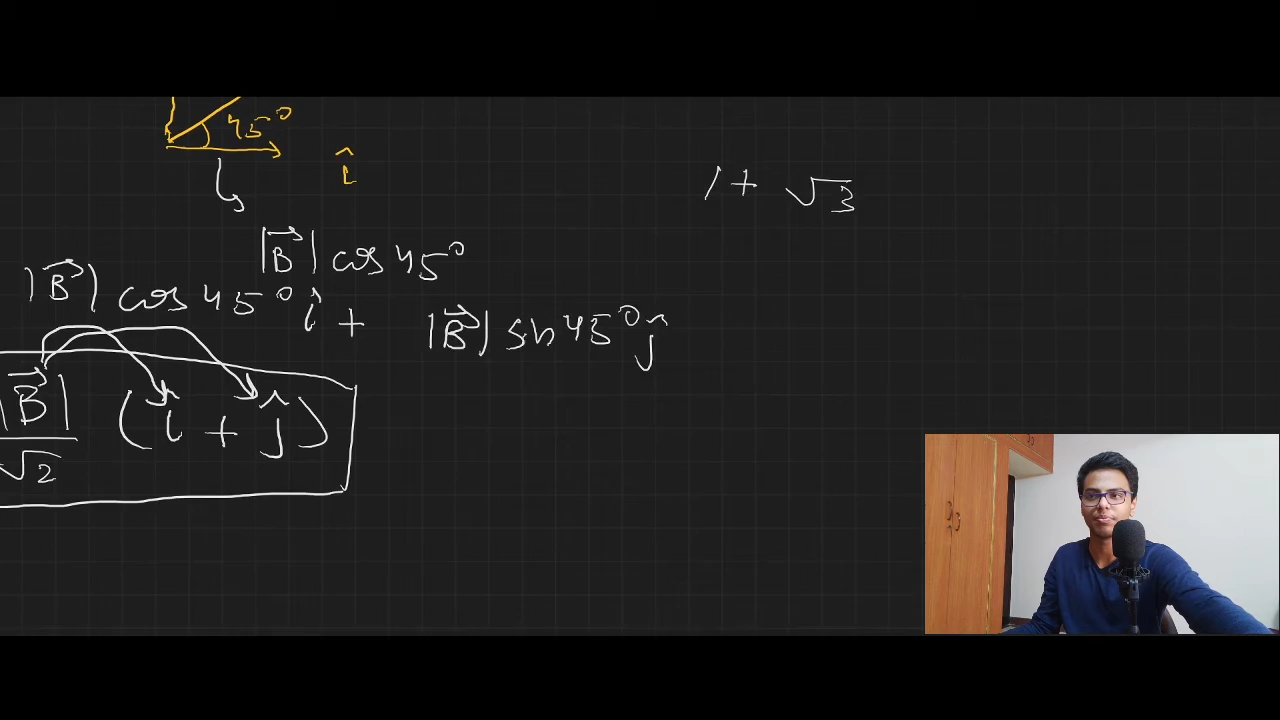 45°
î
1 + √3
|B⃗| cos 45°
|B⃗| cos 45° î + |B⃗| sin 45° ĵ
|B⃗| / √2 (î + ĵ)